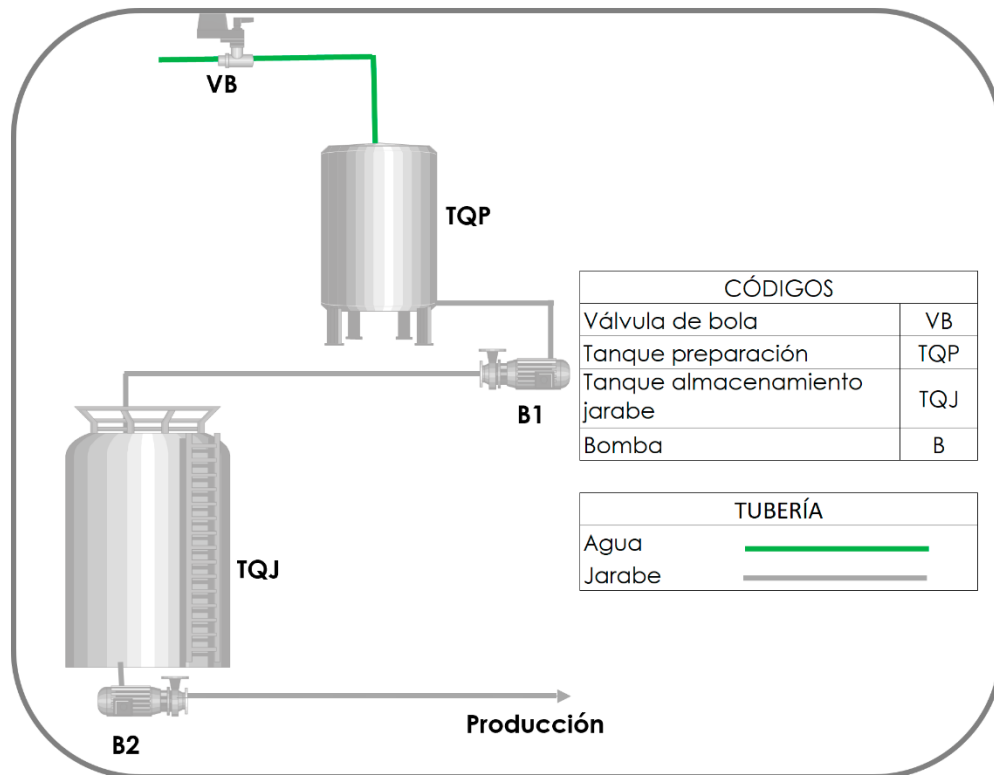 VB
TQP
CÓDIGOS
Válvula de bola VB
Tanque preparación TQP
Tanque almacenamiento
jarabe TQJ
Bomba B
B1
TUBERÍA
Agua
Jarabe
TQJ
Producción
B2